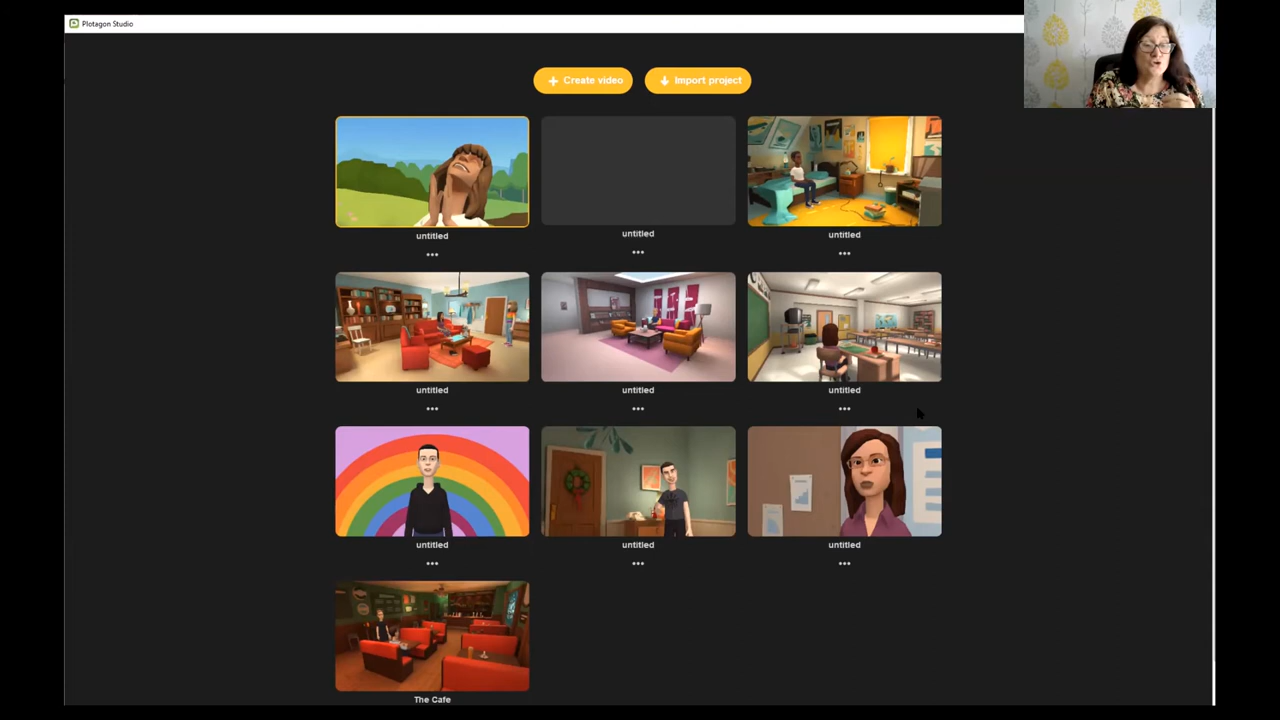 Plotagon Studio
+ Create video
Import project
untitled
untitled
untitled
untitled
untitled
untitled
untitled
untitled
untitled
The Cafe